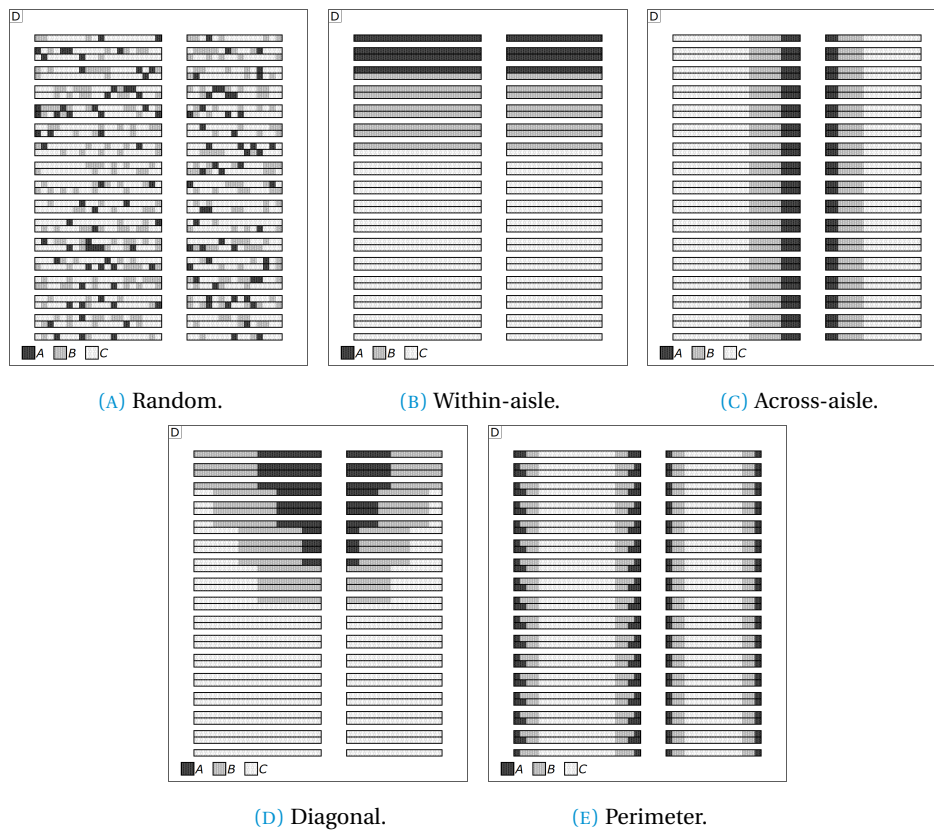 D
D
D
A B C
A B C
A B C
(A) Random.
(B) Within-aisle.
(C) Across-aisle.
D
D
A B C
A B C
(D) Diagonal.
(E) Perimeter.